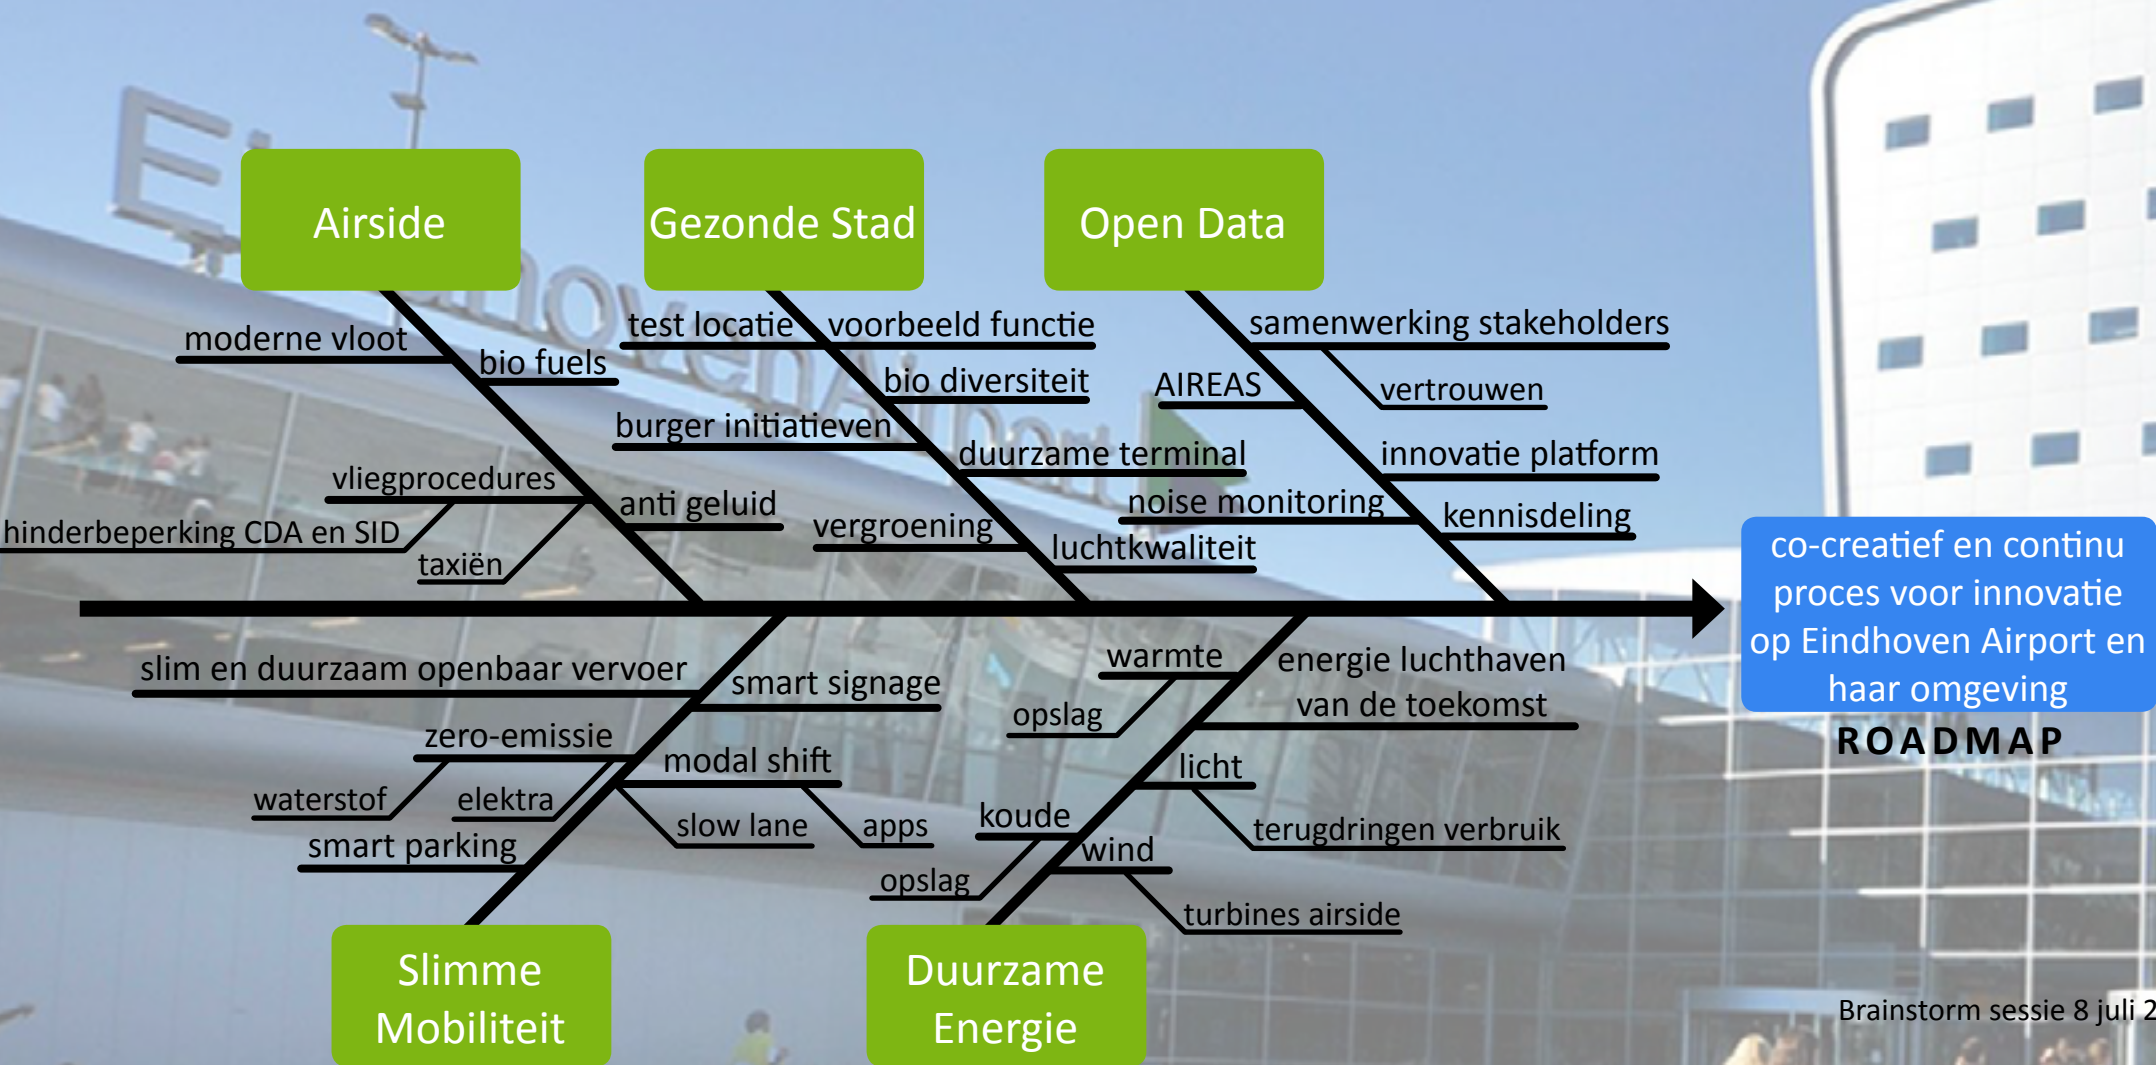 Eindhoven Airport
Airside
Gezonde Stad
Open Data
moderne vloot
bio fuels
vliegprocedures
hinderbeperking CDA en SID
taxiën
anti geluid
test locatie
voorbeeld functie
bio diversiteit
burger initiatieven
duurzame terminal
vergroening
luchtkwaliteit
samenwerking stakeholders
vertrouwen
AIREAS
innovatie platform
noise monitoring
kennisdeling
co-creatief en continu
proces voor innovatie
op Eindhoven Airport en
haar omgeving
ROADMAP
slim en duurzaam openbaar vervoer
smart signage
zero-emissie
waterstof
elektra
modal shift
slow lane
apps
smart parking
warmte
opslag
energie luchthaven
van de toekomst
licht
terugdringen verbruik
koude
opslag
wind
turbines airside
Slimme
Mobiliteit
Duurzame
Energie
Brainstorm sessie 8 juli 2